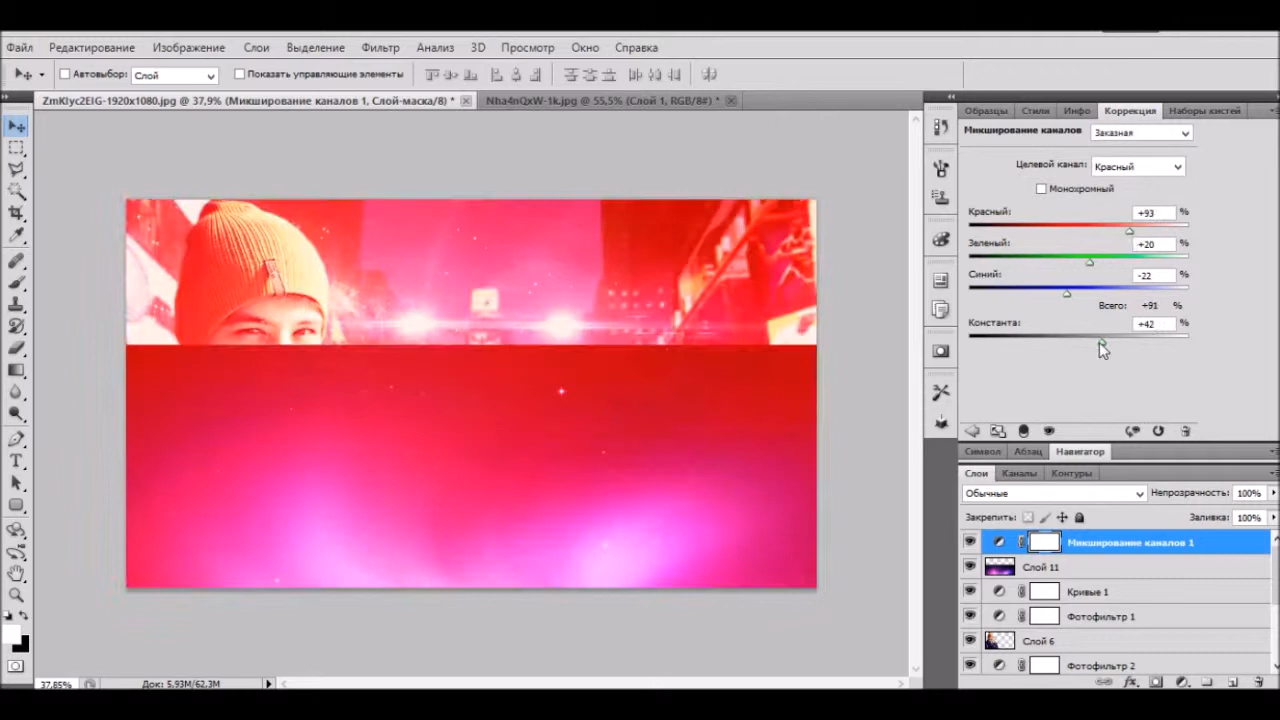 Файл Редактирование Изображение Слои Выделение Фильтр Анализ 3D Просмотр Окно Справка
Автовыбор: Слой Показать управляющие элементы
ZmKlyc2EIG-1920x1080.jpg @ 37,9% (Микширование каналов 1, Слой-маска/8) * Nha4nQxW-1k.jpg @ 55,5% (Слой 1, RGB/8#) *
Образцы Стили Инфо Коррекция Наборы кистей
Микширование каналов Заказная
Целевой канал: Красный
Монохромный
Красный: +93 %
Зеленый: +20 %
Синий: -22 %
Всего: +91 %
Константа: +42 %
Символ Абзац Навигатор
Слои Каналы Контуры
Обычные Непрозрачность: 100%
Закрепить: Заливка: 100%
Микширование каналов 1
Слой 11
Кривые 1
Фотофильтр 1
Слой 6
Фотофильтр 2
37,85% Док: 5,93M/62,3M